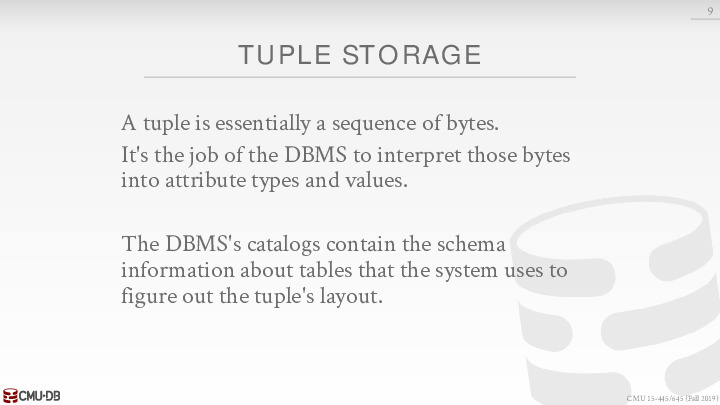 9
TUPLE STORAGE
A tuple is essentially a sequence of bytes.
It's the job of the DBMS to interpret those bytes
into attribute types and values.
The DBMS's catalogs contain the schema
information about tables that the system uses to
figure out the tuple's layout.
CMU·DB
CMU 15-445/645 (Fall 2019)